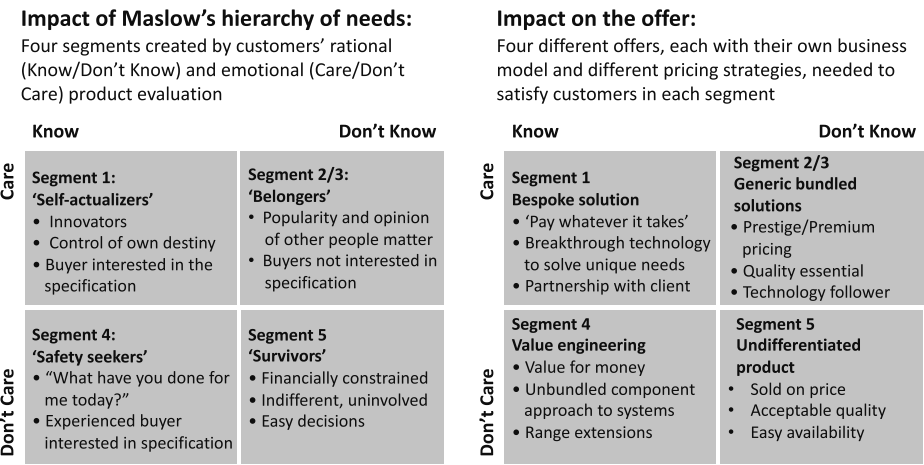 Impact of Maslow’s hierarchy of needs:
Four segments created by customers’ rational
(Know/Don’t Know) and emotional (Care/Don’t
Care) product evaluation
Know
Don’t Know
Care
Segment 1:
‘Self-actualizers’
• Innovators
• Control of own destiny
• Buyer interested in the
specification
Segment 2/3:
‘Belongers’
• Popularity and opinion
of other people matter
• Buyers not interested in
specification
Don’t Care
Segment 4:
‘Safety seekers’
• “What have you done for
me today?”
• Experienced buyer
interested in specification
Segment 5
‘Survivors’
• Financially constrained
• Indifferent, uninvolved
• Easy decisions
Impact on the offer:
Four different offers, each with their own business
model and different pricing strategies, needed to
satisfy customers in each segment
Know
Don’t Know
Care
Segment 1
Bespoke solution
• ‘Pay whatever it takes’
• Breakthrough technology
to solve unique needs
• Partnership with client
Segment 2/3
Generic bundled
solutions
• Prestige/Premium
pricing
• Quality essential
• Technology follower
Don’t Care
Segment 4
Value engineering
• Value for money
• Unbundled component
approach to systems
• Range extensions
Segment 5
Undifferentiated
product
• Sold on price
• Acceptable quality
• Easy availability